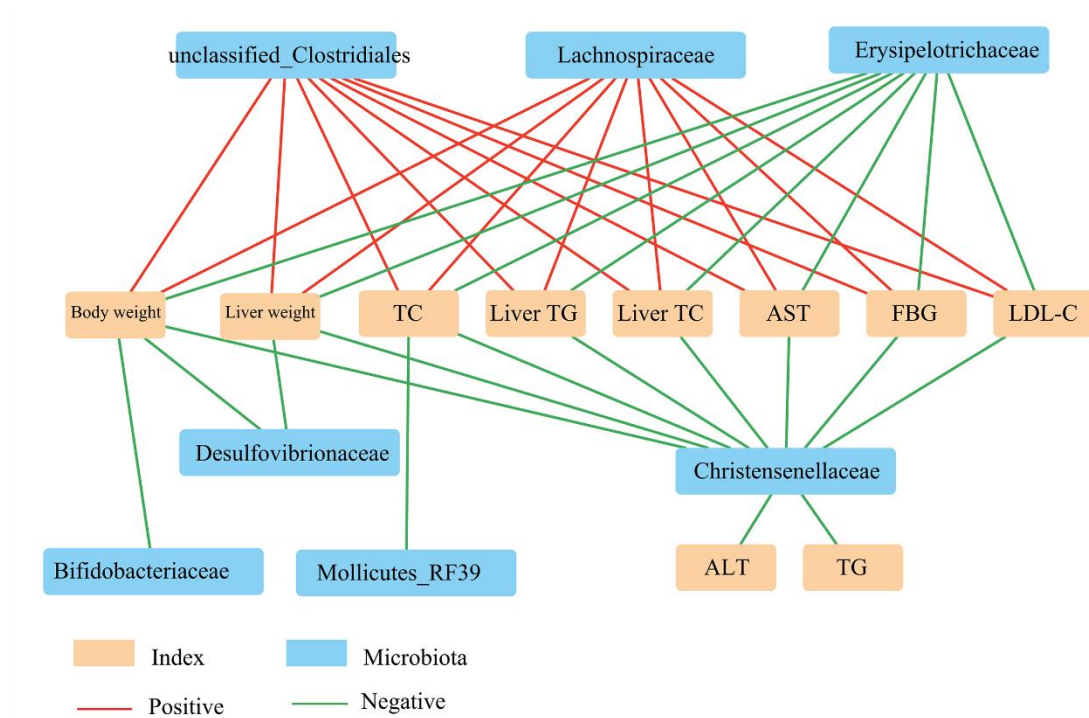 unclassified_Clostridiales
Lachnospiraceae
Erysipelotrichaceae
Body weight
Liver weight
TC
Liver TG
Liver TC
AST
FBG
LDL-C
Desulfovibrionaceae
Christensenellaceae
Bifidobacteriaceae
Mollicutes_RF39
ALT
TG
Index
Microbiota
Positive
Negative